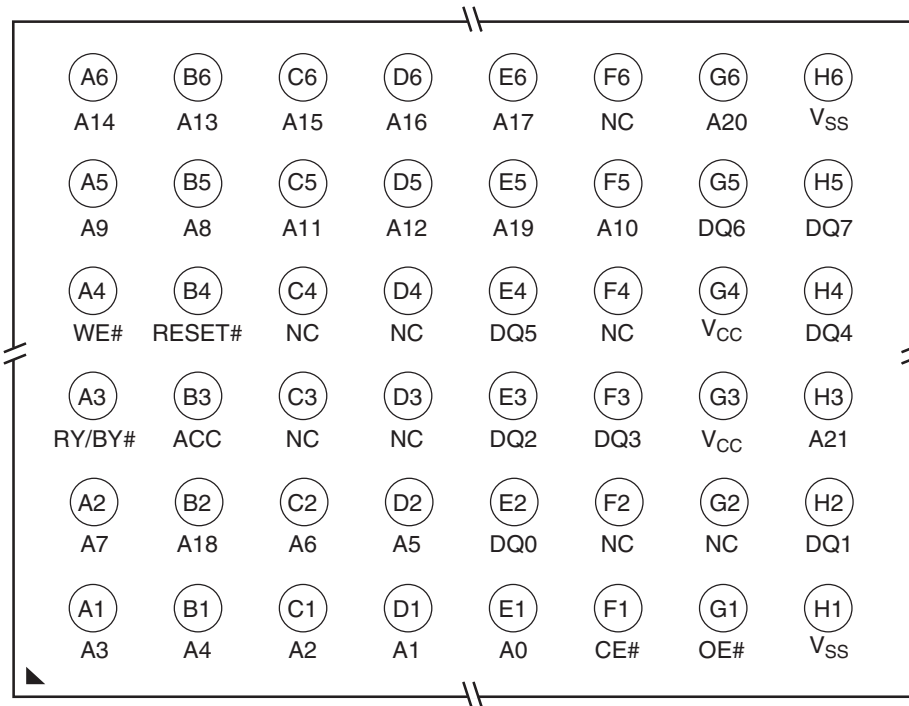 A6 B6 C6 D6 E6 F6 G6 H6
A14 A13 A15 A16 A17 NC A20 VSS
A5 B5 C5 D5 E5 F5 G5 H5
A9 A8 A11 A12 A19 A10 DQ6 DQ7
A4 B4 C4 D4 E4 F4 G4 H4
WE# RESET# NC NC DQ5 NC VCC DQ4
A3 B3 C3 D3 E3 F3 G3 H3
RY/BY# ACC NC NC DQ2 DQ3 VCC A21
A2 B2 C2 D2 E2 F2 G2 H2
A7 A18 A6 A5 DQ0 NC NC DQ1
A1 B1 C1 D1 E1 F1 G1 H1
A3 A4 A2 A1 A0 CE# OE# VSS